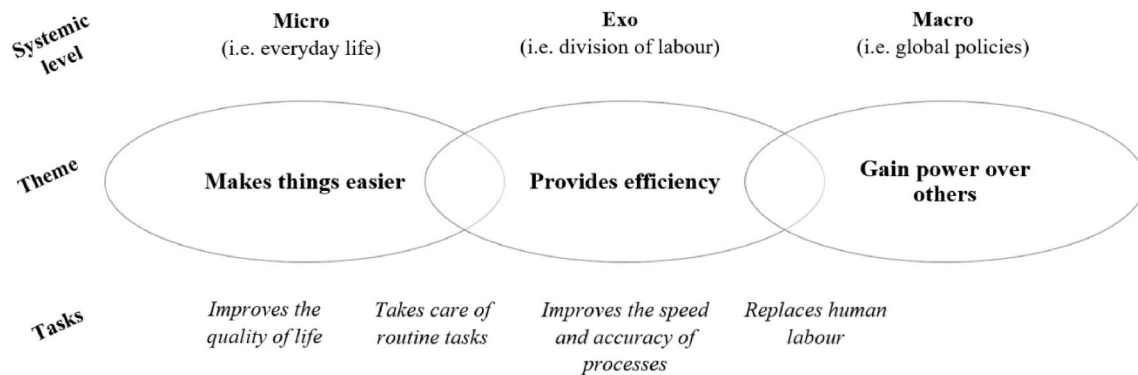 Systemic level
Micro
(i.e. everyday life)
Exo
(i.e. division of labour)
Macro
(i.e. global policies)
Theme
Makes things easier
Provides efficiency
Gain power over
others
Tasks
Improves the
quality of life
Takes care of
routine tasks
Improves the speed
and accuracy of
processes
Replaces human
labour